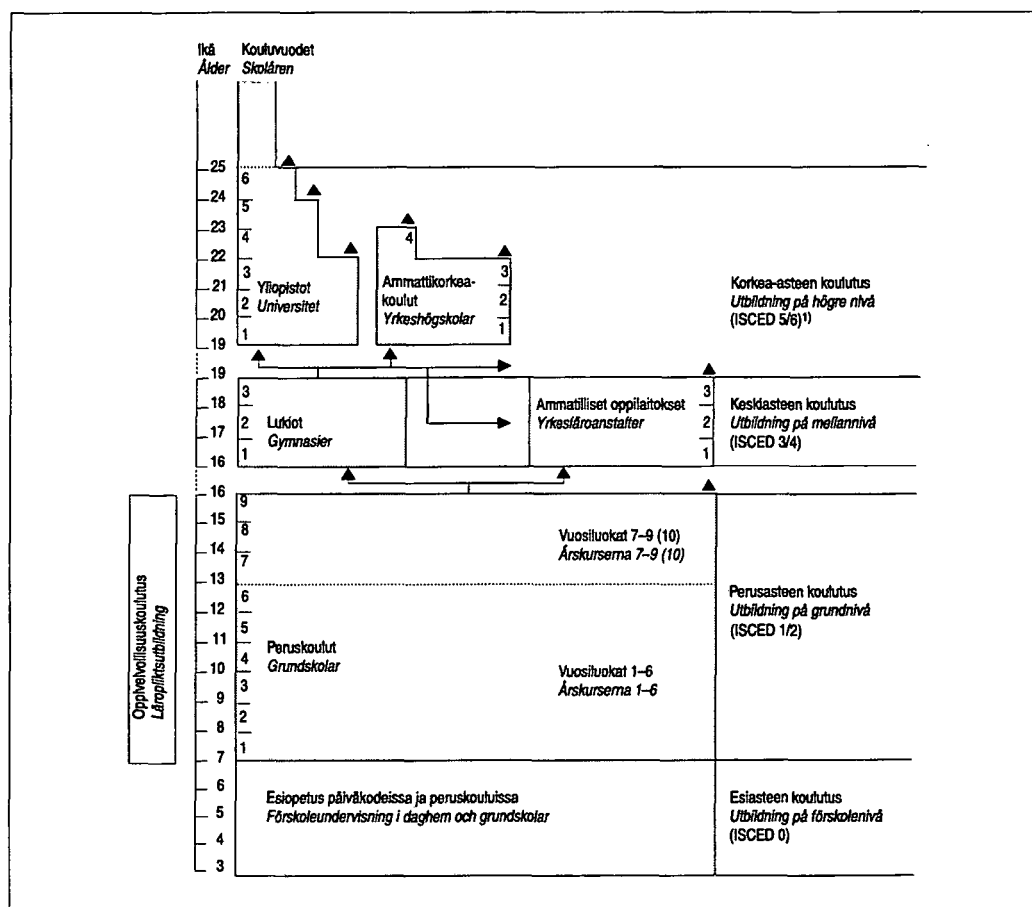 Ikä Kouluvuodet
Ålder Skolåren
25
24
23
22
21
20
19
6
5
4
3
2
1
Yliopistot
Universitet
4
Ammattikorkea-
koulut
Yrkeshögskolar
3
2
1
Korkea-asteen koulutus
Utbildning på högre nivå
(ISCED 5/6)1)
19
18
17
16
3
2
1
Lukiot
Gymnasier
Ammatilliset oppilaitokset
Yrkesläroanstalter
3
2
1
Keskiasteen koulutus
Utbildning på mellannivå
(ISCED 3/4)
Oppivelvollisuuskoulutus
Läropliktsutbildning
16
15
14
13
12
11
10
9
8
7
9
8
7
6
5
4
3
2
1
Vuosiluokat 7–9 (10)
Årskurserna 7–9 (10)
Peruskoulut
Grundskolar
Vuosiluokat 1–6
Årskurserna 1–6
Perusasteen koulutus
Utbildning på grundnivå
(ISCED 1/2)
6
5
4
3
Esiopetus päiväkodeissa ja peruskouluissa
Förskoleundervisning i daghem och grundskolar
Esiasteen koulutus
Utbildning på förskolenivå
(ISCED 0)